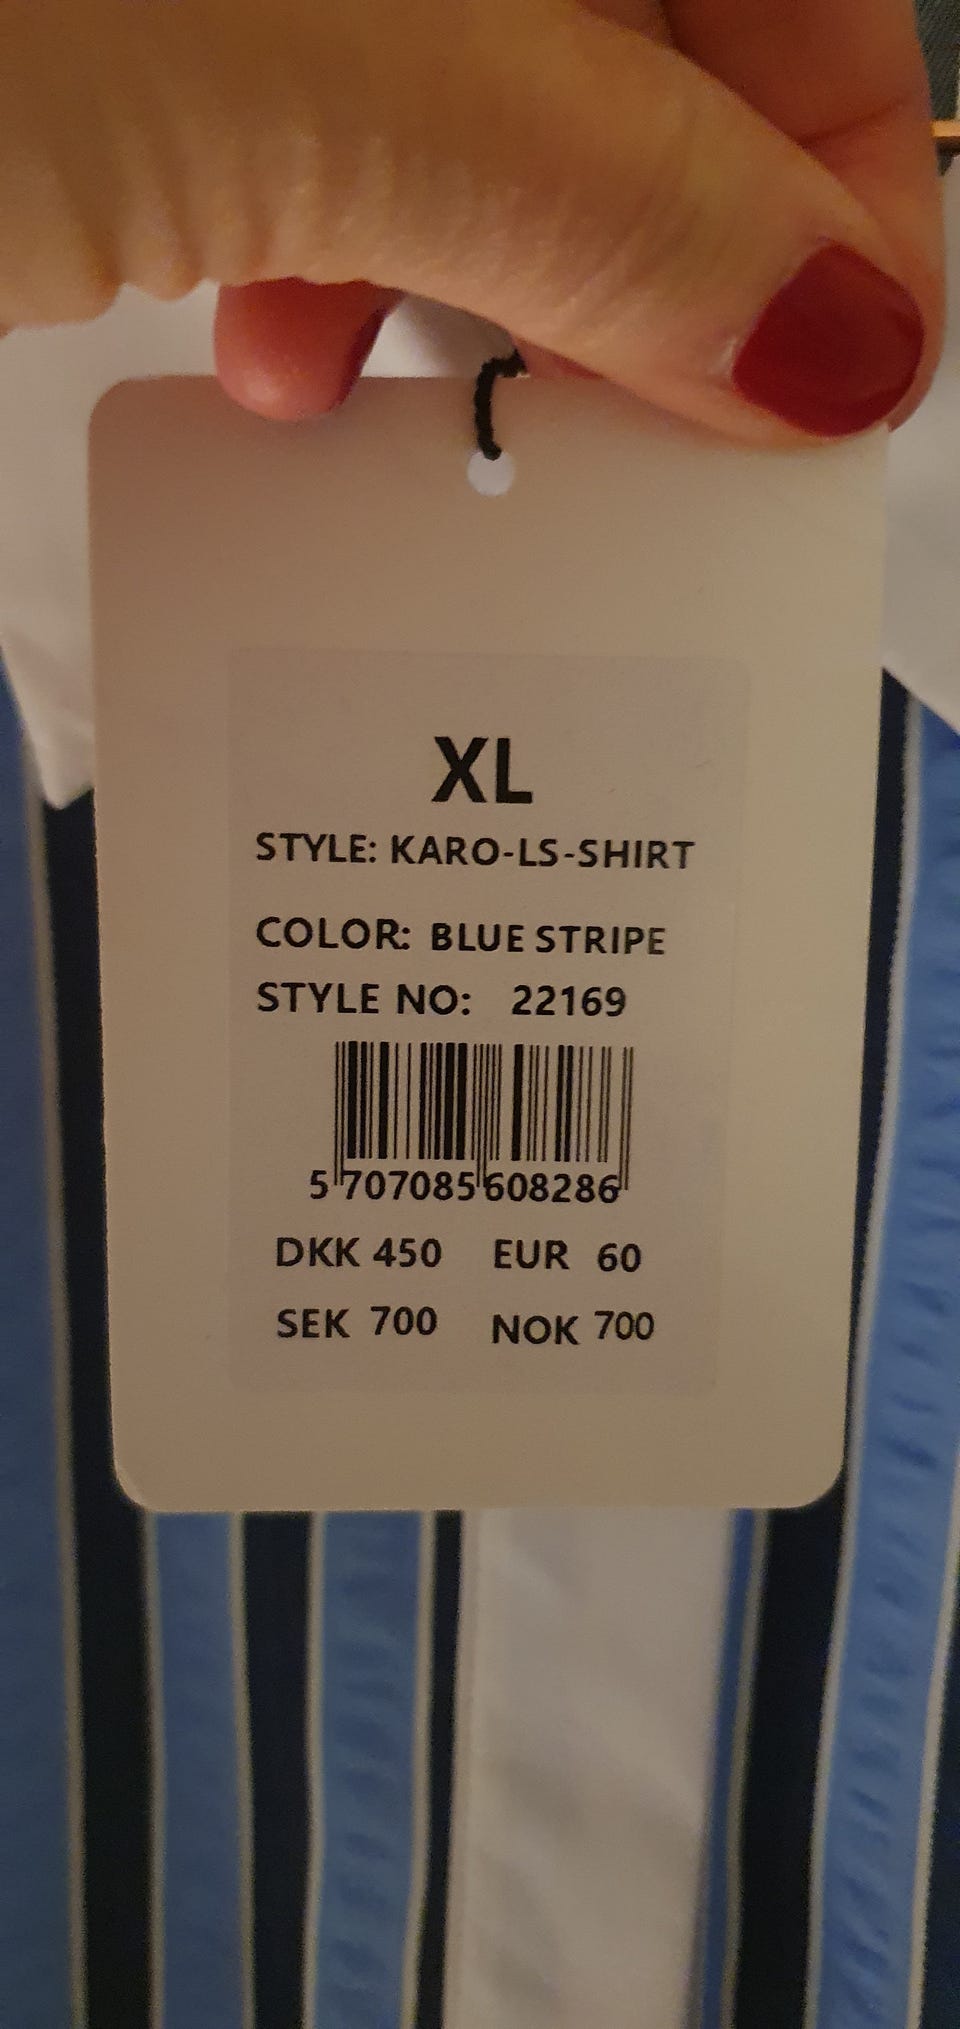 XL
STYLE: KARO-LS-SHIRT
COLOR: BLUE STRIPE
STYLE NO: 22169
5 707085 608286
DKK 450 EUR 60
SEK 700 NOK 700